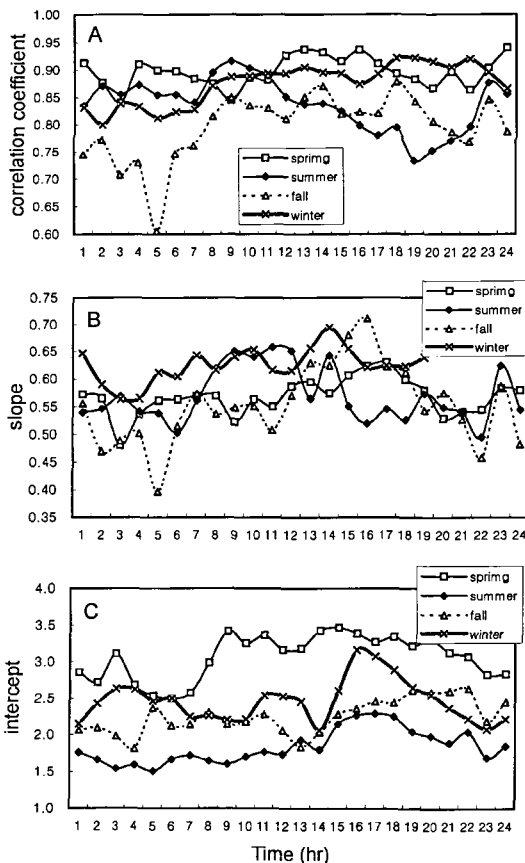 A
correlation coefficient
1.00
0.95
0.90
0.85
0.80
0.75
0.70
0.65
0.60
sprimg
summer
fall
winter
1 2 3 4 5 6 7 8 9 10 11 12 13 14 15 16 17 18 19 20 21 22 23 24
B
slope
0.75
0.70
0.65
0.60
0.55
0.50
0.45
0.40
0.35
sprimg
summer
fall
winter
1 2 3 4 5 6 7 8 9 10 11 12 13 14 15 16 17 18 19 20 21 22 23 24
C
intercept
4.0
3.5
3.0
2.5
2.0
1.5
1.0
sprimg
summer
fall
winter
1 2 3 4 5 6 7 8 9 10 11 12 13 14 15 16 17 18 19 20 21 22 23 24
Time (hr)